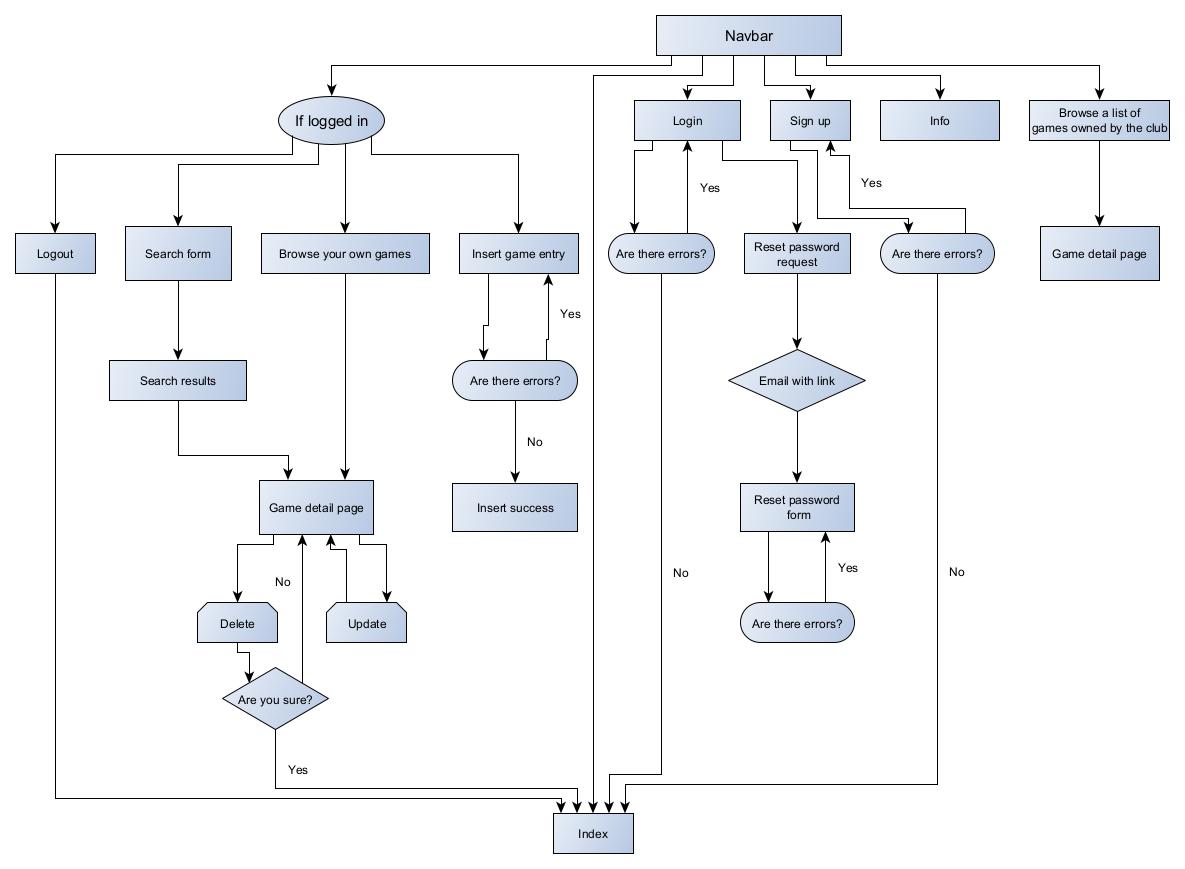 Navbar
If logged in
Login
Sign up
Info
Browse a list of
games owned by the club
Yes
Yes
Logout
Search form
Browse your own games
Insert game entry
Are there errors?
Reset password
request
Are there errors?
Game detail page
Yes
Search results
Are there errors?
Email with link
No
Game detail page
Insert success
Reset password
form
No
No
Yes
No
Delete
Update
Are there errors?
Are you sure?
Yes
Index